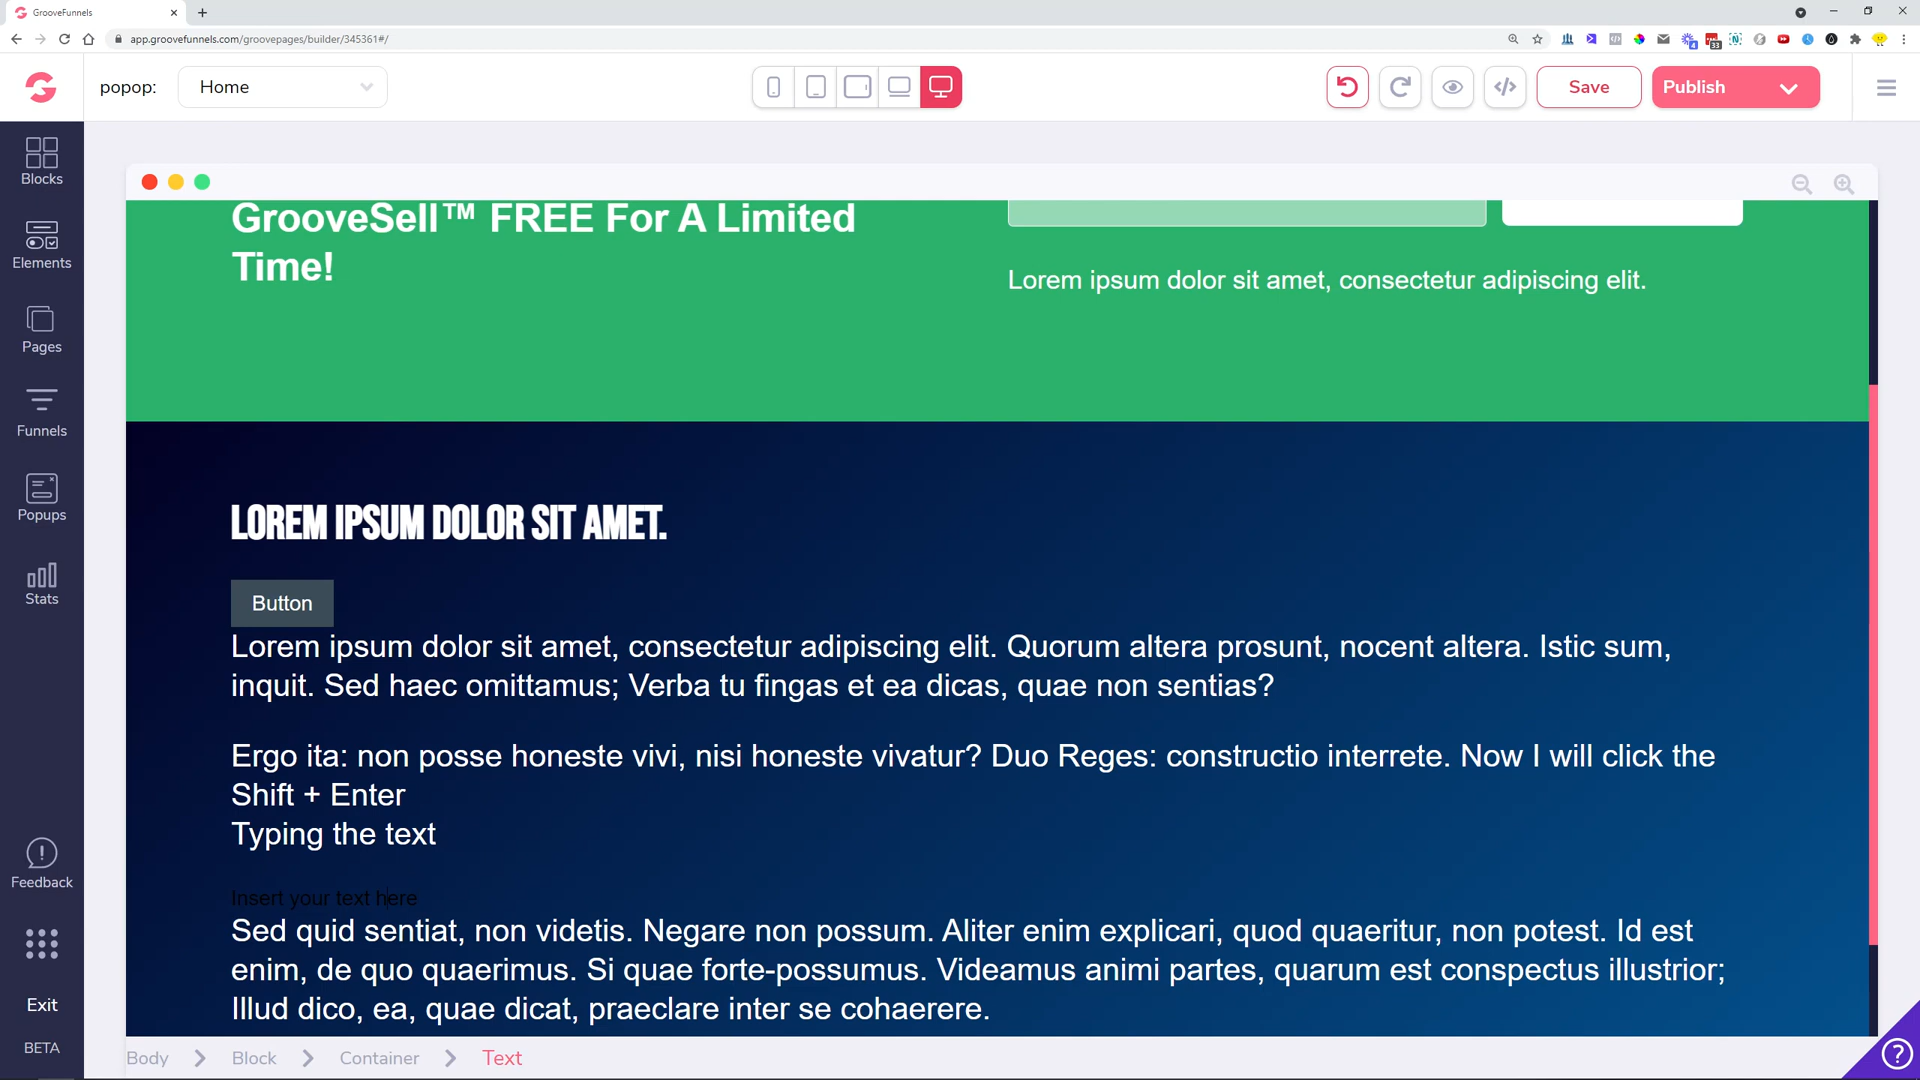 GrooveFunnels
app.groovefunnels.com/groovepages/builder/345361#/
4
33
popop:
Home
</>
Save
Publish
Blocks
Elements
Pages
Funnels
Popups
Stats
Feedback
Exit
BETA
GrooveSell™ FREE For A Limited
Time!
Lorem ipsum dolor sit amet, consectetur adipiscing elit.
LOREM IPSUM DOLOR SIT AMET.
Button
Lorem ipsum dolor sit amet, consectetur adipiscing elit. Quorum altera prosunt, nocent altera. Istic sum,
inquit. Sed haec omittamus; Verba tu fingas et ea dicas, quae non sentias?
Ergo ita: non posse honeste vivi, nisi honeste vivatur? Duo Reges: constructio interrete. Now I will click the
Shift + Enter
Typing the text
Insert your text here
Sed quid sentiat, non videtis. Negare non possum. Aliter enim explicari, quod quaeritur, non potest. Id est
enim, de quo quaerimus. Si quae forte-possumus. Videamus animi partes, quarum est conspectus illustrior;
Illud dico, ea, quae dicat, praeclare inter se cohaerere.
Body
Block
Container
Text